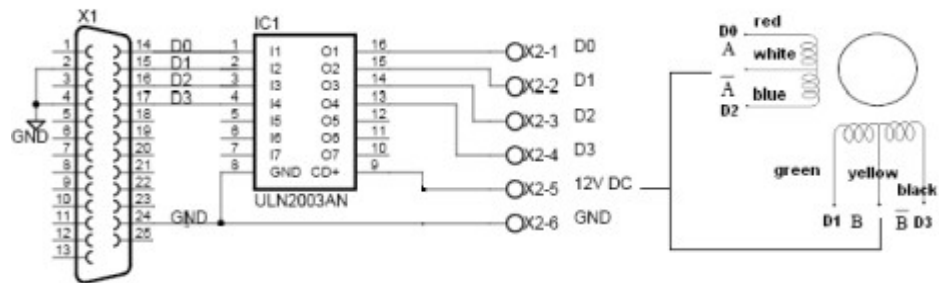 X1
1
2
3
4
5
6
7
8
9
10
11
12
13
14
15
16
17
18
19
20
21
22
23
24
25
D0
D1
D2
D3
GND
GND
IC1
1
2
3
4
5
6
7
8
I1
I2
I3
I4
I5
I6
I7
GND
O1
O2
O3
O4
O5
O6
O7
CD+
16
15
14
13
12
11
10
9
ULN2003AN
X2-1 D0
X2-2 D1
X2-3 D2
X2-4 D3
X2-5 12V DC
X2-6 GND
red
D0
A
white
A̅
blue
D2
green
yellow
black
D1 B
B̅ D3